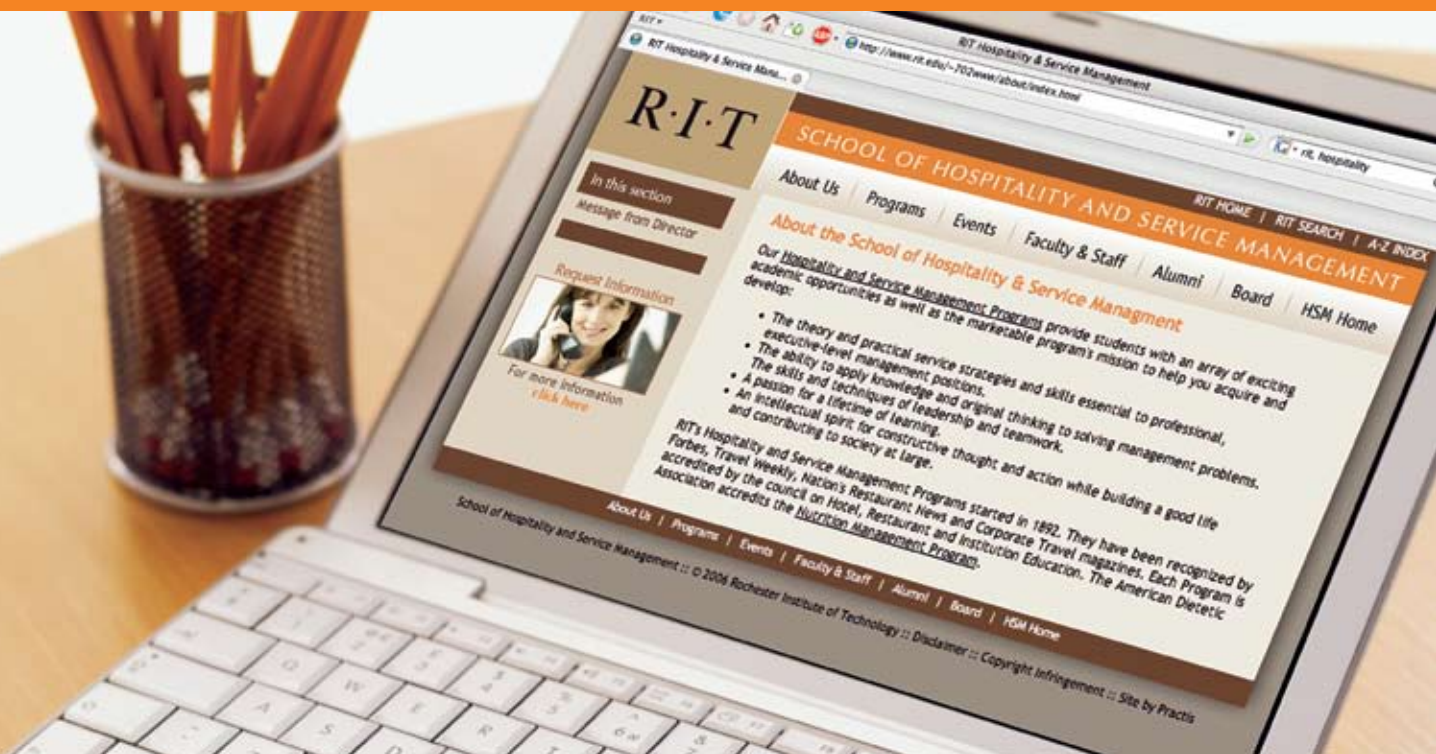 RIT Hospitality & Service Management
http://www.rit.edu/~702www/about/index.html
rit, hospitality
RIT Hospitality & Service Mana...
R·I·T
RIT HOME | RIT SEARCH | A-Z INDEX
SCHOOL OF HOSPITALITY AND SERVICE MANAGEMENT
About Us
Programs
Events
Faculty & Staff
Alumni
Board
HSM Home
In this section
Message from Director
Request Information
For more information
click here
About the School of Hospitality & Service Managment
Our Hospitality and Service Management Programs provide students with an array of exciting
academic opportunities as well as the marketable program's mission to help you acquire and
develop:
• The theory and practical service strategies and skills essential to professional,
executive-level management positions.
• The ability to apply knowledge and original thinking to solving management problems.
The skills and techniques of leadership and teamwork.
• A passion for a lifetime of learning.
• An intellectual spirit for constructive thought and action while building a good life
and contributing to society at large.
RIT's Hospitality and Service Management Programs started in 1892. They have been recognized by
Forbes, Travel Weekly, Nation's Restaurant News and Corporate Travel magazines. Each Program is
accredited by the council on Hotel, Restaurant and Institution Education. The American Dietetic
Association accredits the Nutrition Management Program.
About Us | Programs | Events | Faculty & Staff | Alumni | Board | HSM Home
School of Hospitality and Service Management :: © 2006 Rochester Institute of Technology :: Disclaimer :: Copyright Infringement :: Site by Practis